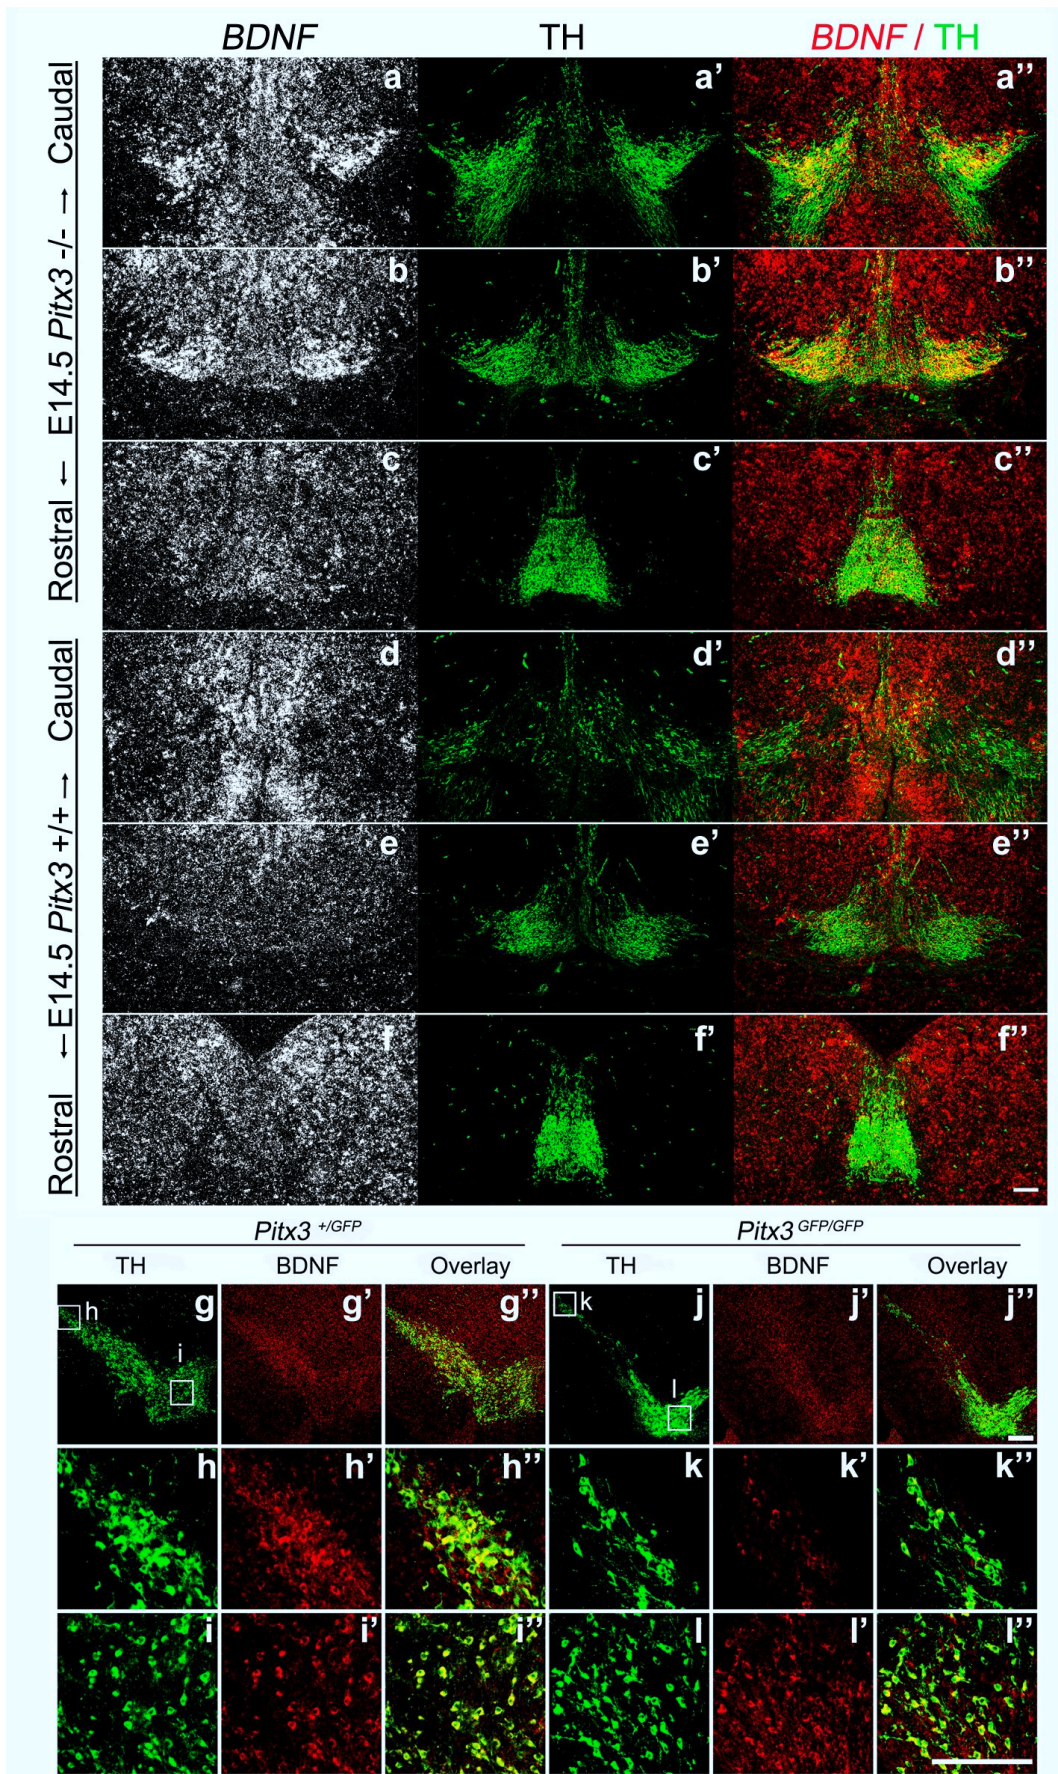 BDNF TH BDNF / TH
Rostral ← E14.5 Pitx3 -/- → Caudal
a a’ a’’
b b’ b’’
c c’ c’’
Rostral ← E14.5 Pitx3 +/+ → Caudal
d d’ d’’
e e’ e’’
f f’ f’’
Pitx3 +/GFP Pitx3 GFP/GFP
TH BDNF Overlay TH BDNF Overlay
h i g g’ g’’ k l j j’ j’’
h h’ h’’ k k’ k’’
i i’ i’’ l l’ l’’